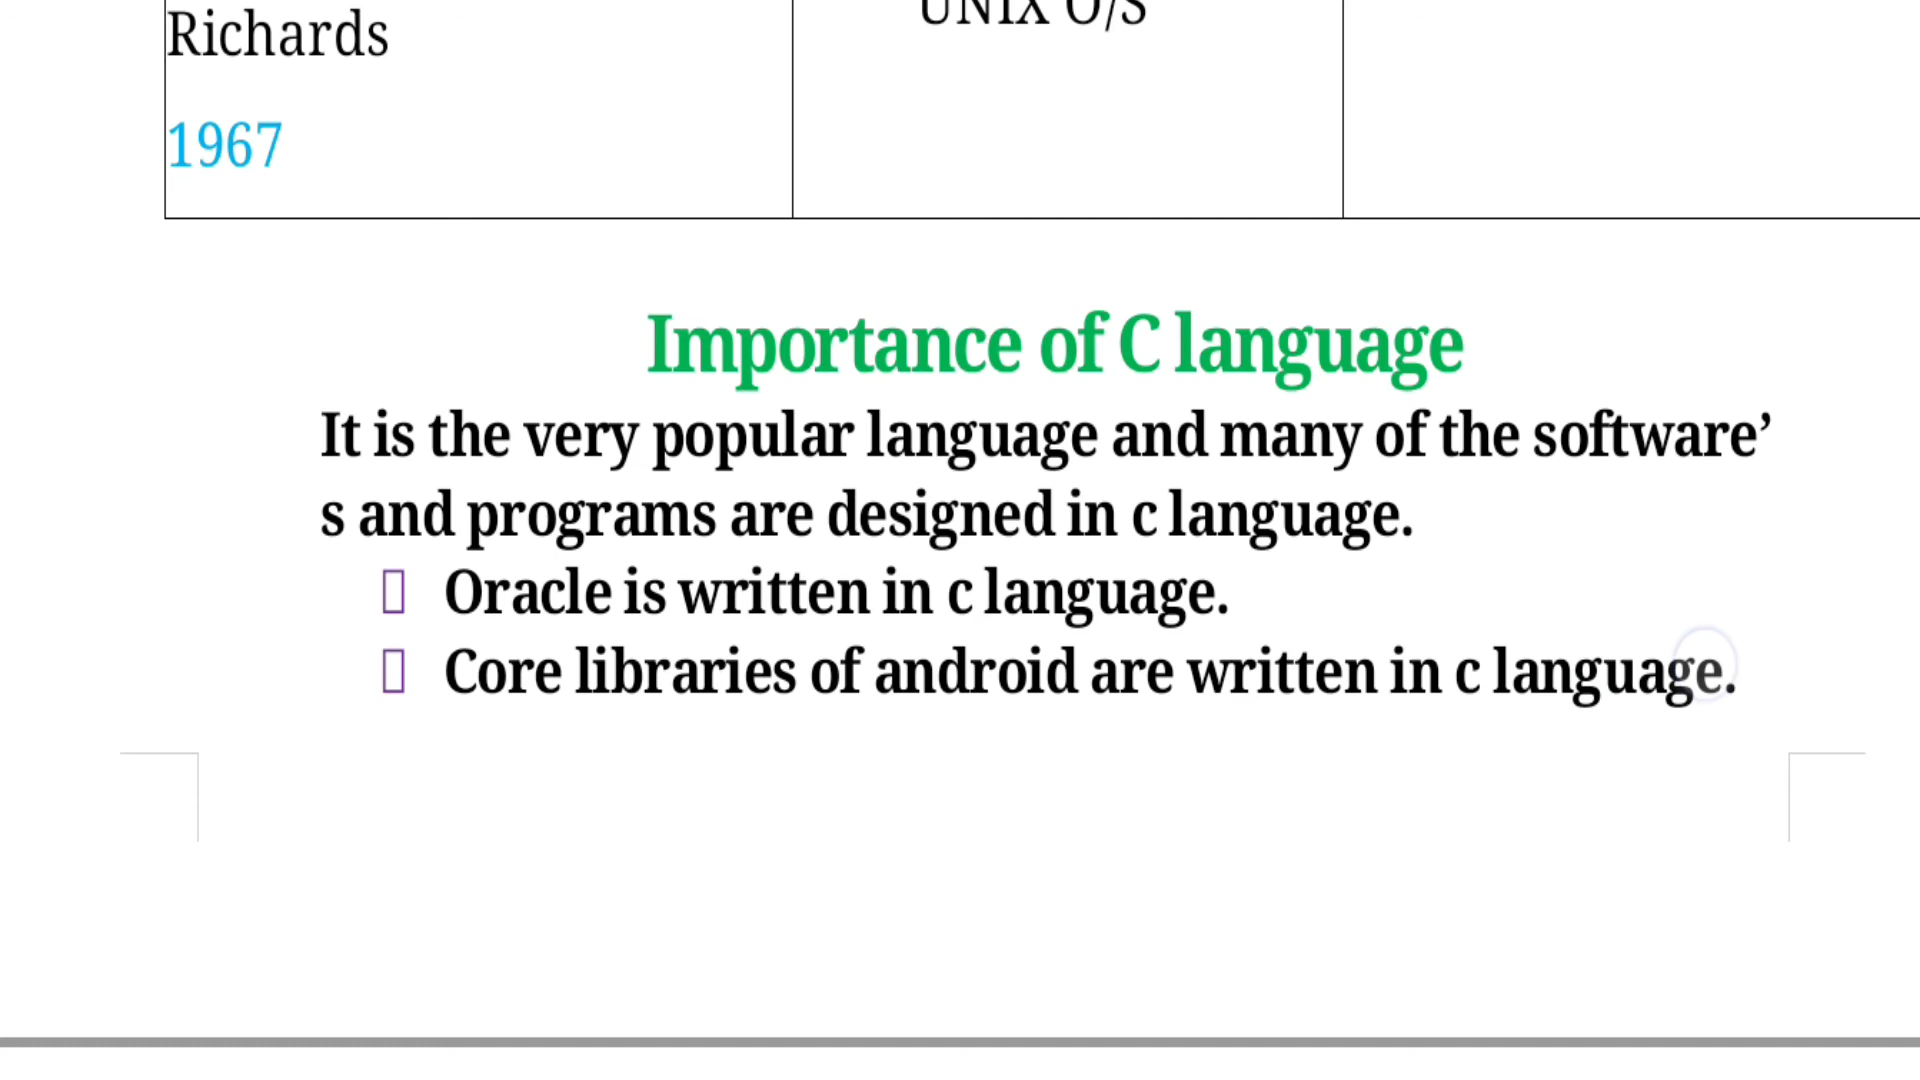 Richards
UNIX O/S
1967
Importance of C language
It is the very popular language and many of the software’
s and programs are designed in c language.
Oracle is written in c language.
Core libraries of android are written in c language.